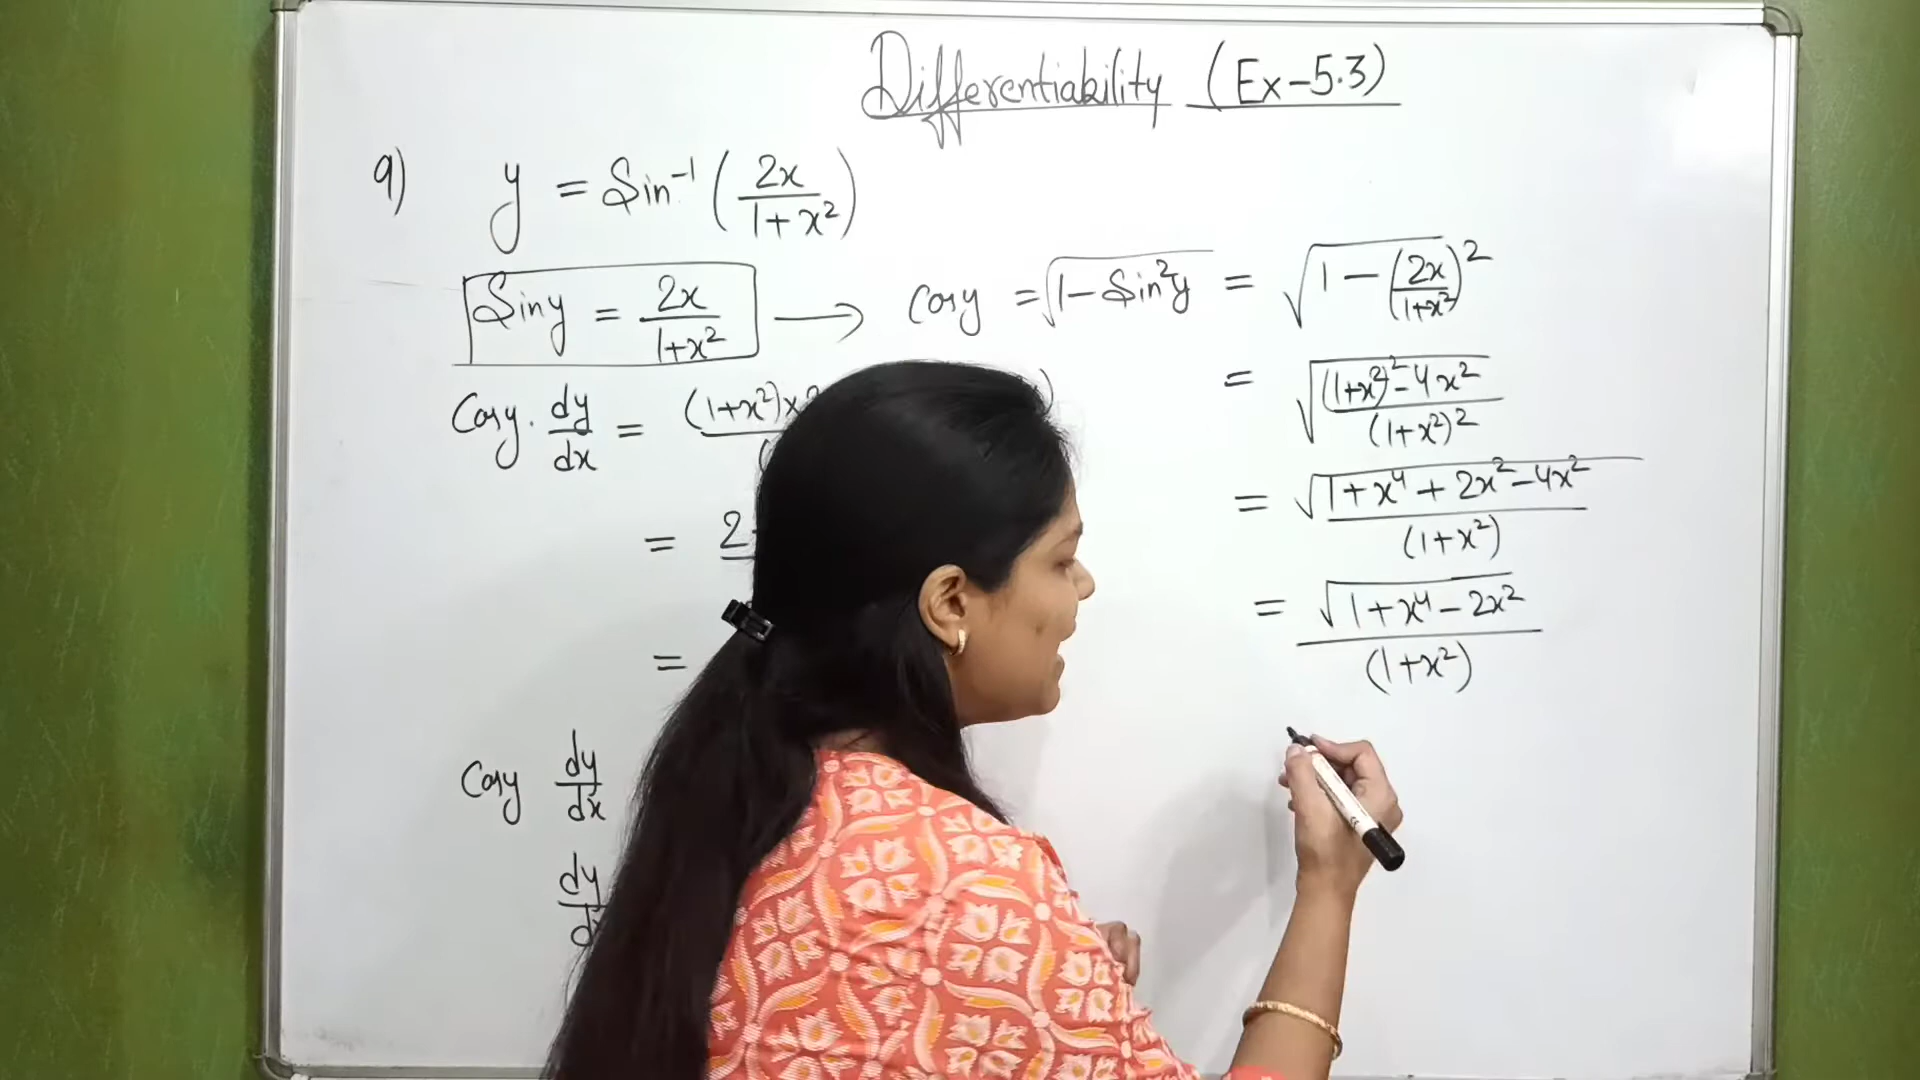 Differentiability (Ex-5.3)
9) y = Sin⁻¹ (2x/1+x²)
Siny = 2x/1+x² → Cosy = √1-Sin²y = √1-(2x/1+x²)²
= √(1+x²)²-4x²/(1+x²)²
Cosy. dy/dx = (1+x²)x
= √1+x⁴+2x²-4x²/(1+x²)
= 2
= √1+x⁴-2x²/(1+x²)
=
Cosy dy/dx
dy/dx